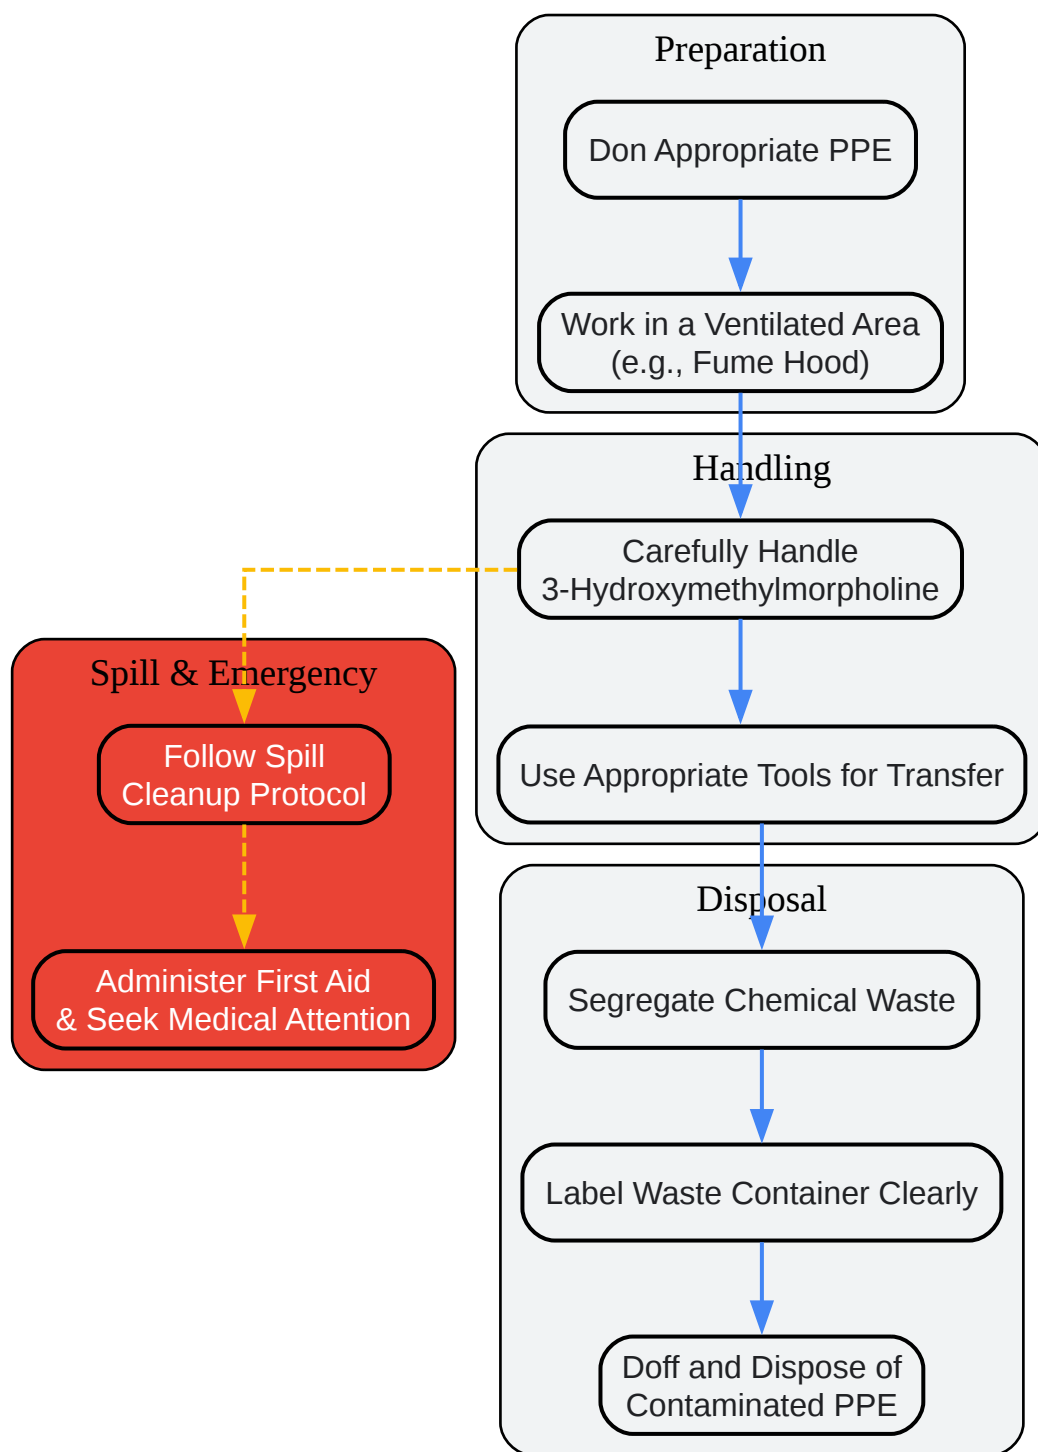 Preparation
Don Appropriate PPE
Work in a Ventilated Area
(e.g., Fume Hood)
Handling
Carefully Handle
3-Hydroxymethylmorpholine
Use Appropriate Tools for Transfer
Spill & Emergency
Follow Spill
Cleanup Protocol
Administer First Aid
& Seek Medical Attention
Disposal
Segregate Chemical Waste
Label Waste Container Clearly
Doff and Dispose of
Contaminated PPE